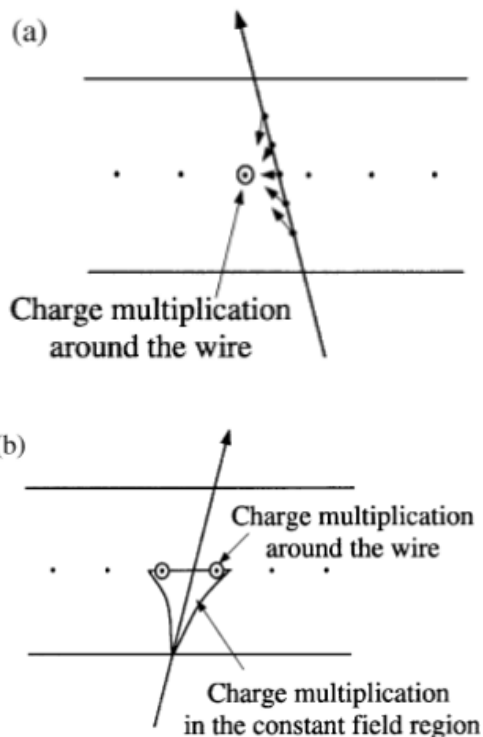 (a)
Charge multiplication
around the wire
(b)
Charge multiplication
around the wire
Charge multiplication
in the constant field region